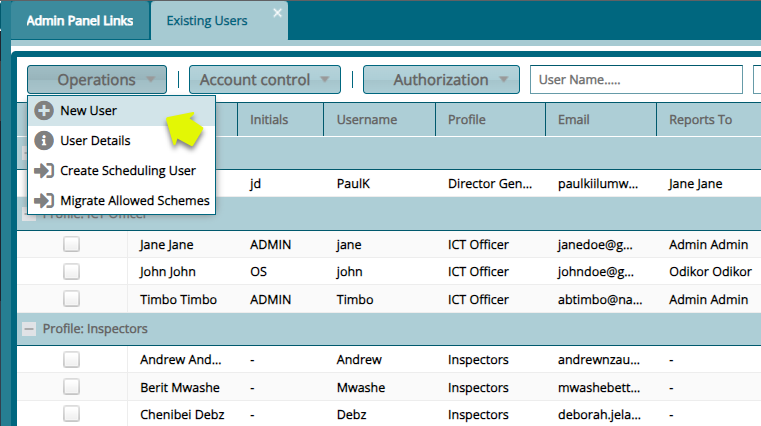 Admin Panel Links Existing Users
Operations Account control Authorization User Name.....
New User
User Details
Create Scheduling User
Migrate Allowed Schemes
Initials Username Profile Email Reports To
jd PaulK Director Gen... paulkiilumw... Jane Jane
Profile: ICT Officer
Jane Jane ADMIN jane ICT Officer janedoe@g... Admin Admin
John John OS john ICT Officer johndoe@g... Odikor Odikor
Timbo Timbo ADMIN Timbo ICT Officer abtimbo@na... Admin Admin
Profile: Inspectors
Andrew And... - Andrew Inspectors andrewnzau... -
Berit Mwashe - Mwashe Inspectors mwashebett... -
Chenibei Debz - Debz Inspectors deborah.jela... -